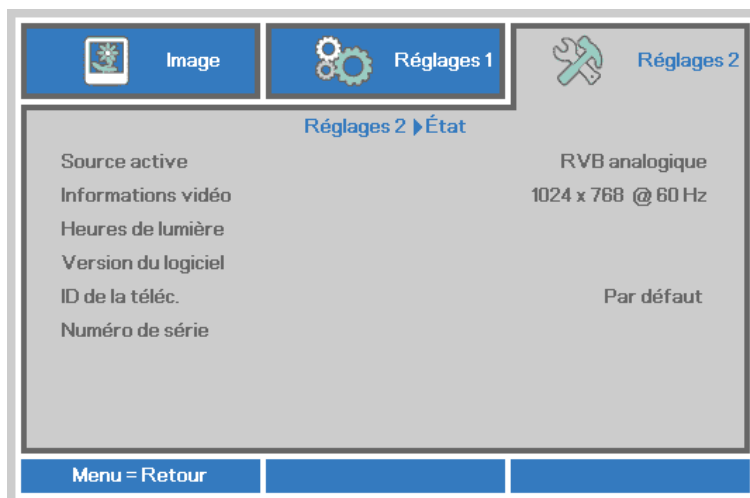 Image
Réglages 1
Réglages 2
Réglages 2 ▶ État
Source active RVB analogique
Informations vidéo 1024 x 768 @ 60 Hz
Heures de lumière
Version du logiciel
ID de la téléc. Par défaut
Numéro de série
Menu = Retour